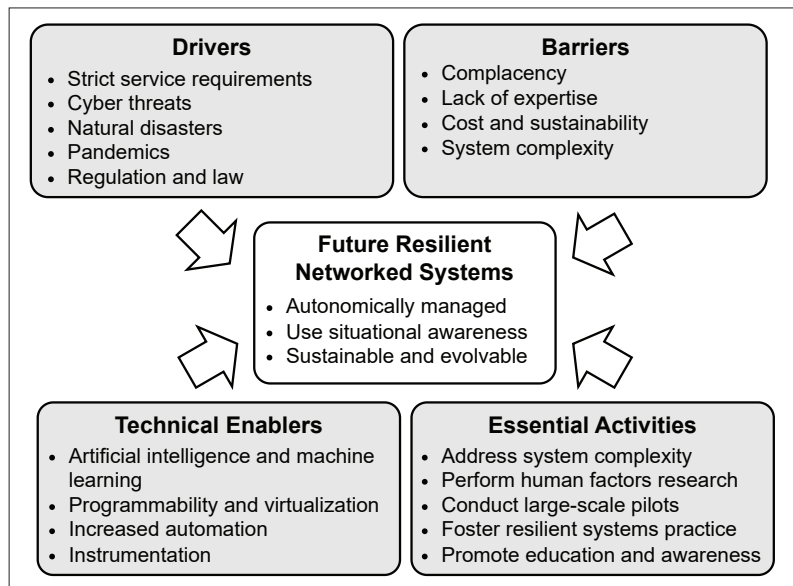 Drivers
• Strict service requirements
• Cyber threats
• Natural disasters
• Pandemics
• Regulation and law
Barriers
• Complacency
• Lack of expertise
• Cost and sustainability
• System complexity
Future Resilient
Networked Systems
• Autonomically managed
• Use situational awareness
• Sustainable and evolvable
Technical Enablers
• Artificial intelligence and machine
learning
• Programmability and virtualization
• Increased automation
• Instrumentation
Essential Activities
• Address system complexity
• Perform human factors research
• Conduct large-scale pilots
• Foster resilient systems practice
• Promote education and awareness